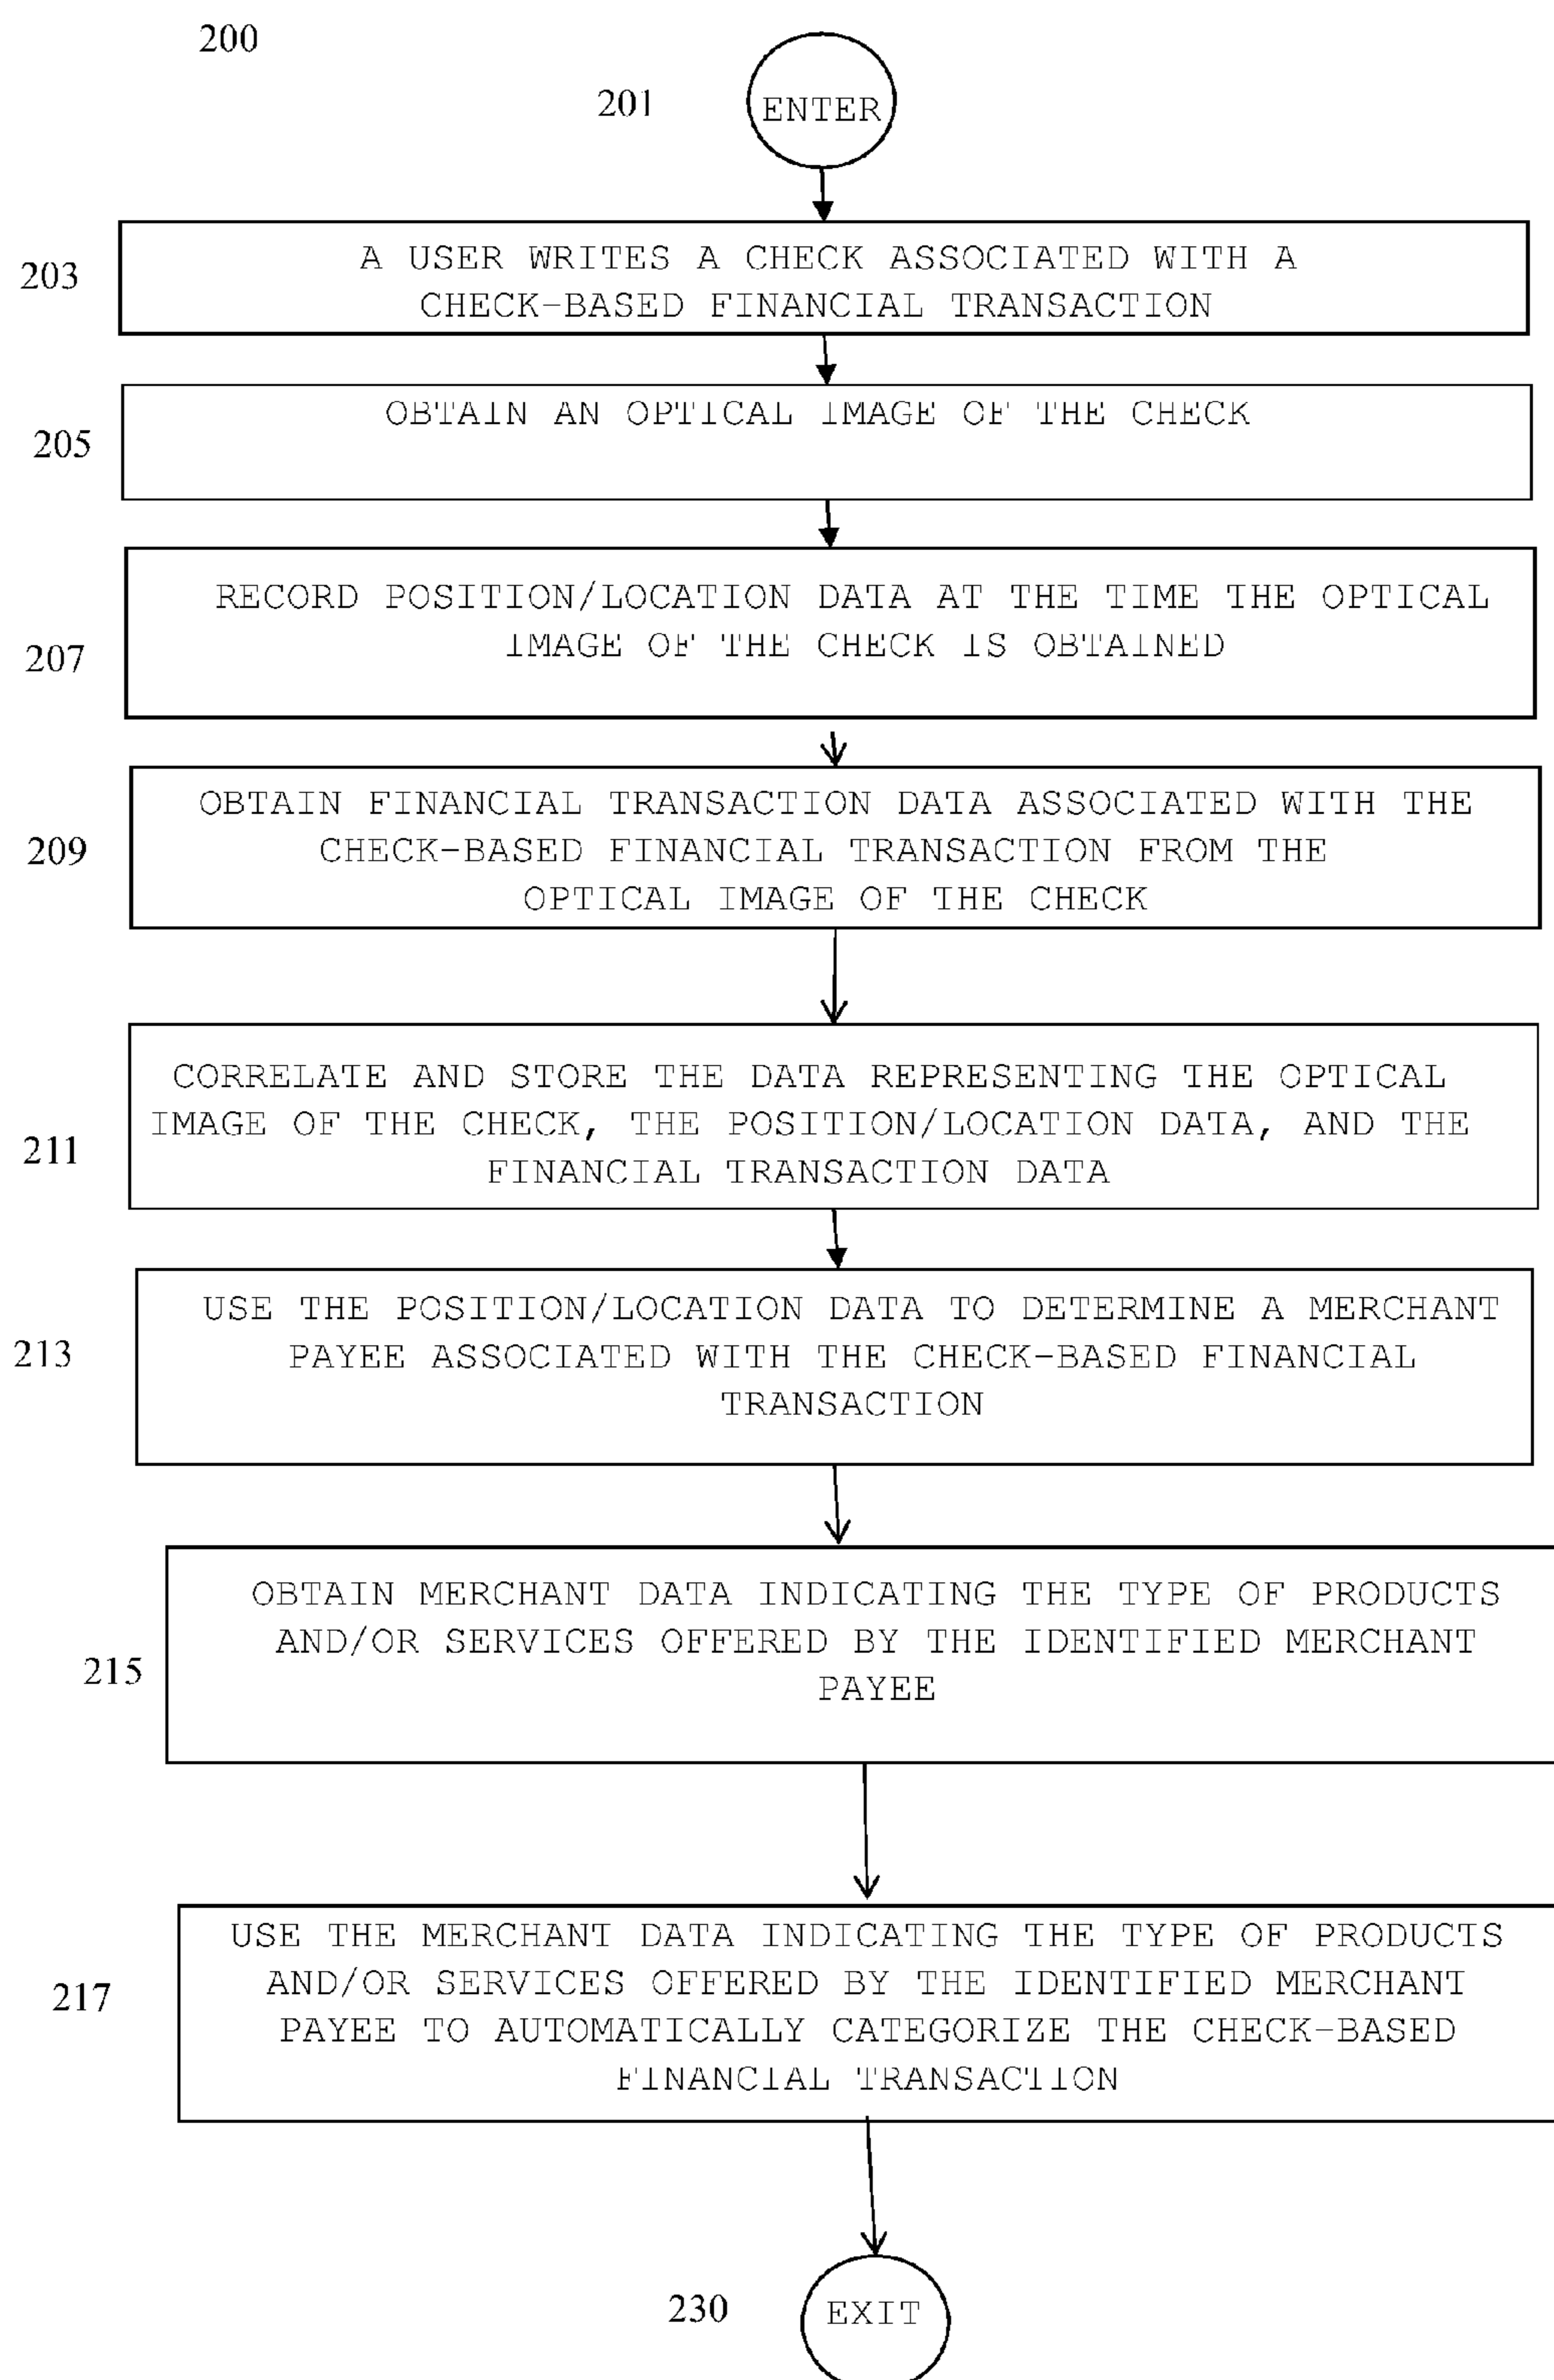 200
201
ENTER
203
A USER WRITES A CHECK ASSOCIATED WITH A
CHECK-BASED FINANCIAL TRANSACTION
205
OBTAIN AN OPTICAL IMAGE OF THE CHECK
207
RECORD POSITION/LOCATION DATA AT THE TIME THE OPTICAL
IMAGE OF THE CHECK IS OBTAINED
209
OBTAIN FINANCIAL TRANSACTION DATA ASSOCIATED WITH THE
CHECK-BASED FINANCIAL TRANSACTION FROM THE
OPTICAL IMAGE OF THE CHECK
211
CORRELATE AND STORE THE DATA REPRESENTING THE OPTICAL
IMAGE OF THE CHECK, THE POSITION/LOCATION DATA, AND THE
FINANCIAL TRANSACTION DATA
213
USE THE POSITION/LOCATION DATA TO DETERMINE A MERCHANT
PAYEE ASSOCIATED WITH THE CHECK-BASED FINANCIAL
TRANSACTION
215
OBTAIN MERCHANT DATA INDICATING THE TYPE OF PRODUCTS
AND/OR SERVICES OFFERED BY THE IDENTIFIED MERCHANT
PAYEE
217
USE THE MERCHANT DATA INDICATING THE TYPE OF PRODUCTS
AND/OR SERVICES OFFERED BY THE IDENTIFIED MERCHANT
PAYEE TO AUTOMATICALLY CATEGORIZE THE CHECK-BASED
FINANCIAL TRANSACTION
230
EXIT